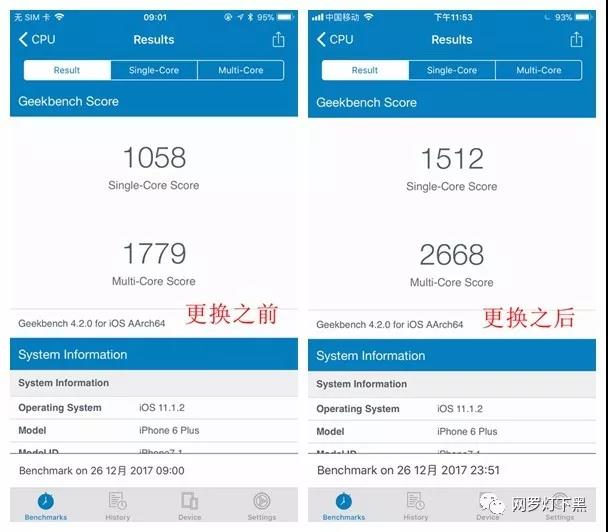 无 SIM 卡 09:01 95%
CPU Results
Result Single-Core Multi-Core
Geekbench Score
1058
Single-Core Score
1779
Multi-Core Score
更换之前
Geekbench 4.2.0 for iOS AArch64
System Information
System Information
Operating System iOS 11.1.2
Model iPhone 6 Plus
Model ID iPhone7,1
Benchmark on 26 12月 2017 09:00
Benchmarks History Device Settings
中国移动 下午11:53 93%
CPU Results
Result Single-Core Multi-Core
Geekbench Score
1512
Single-Core Score
2668
Multi-Core Score
更换之后
Geekbench 4.2.0 for iOS AArch64
System Information
System Information
Operating System iOS 11.1.2
Model iPhone 6 Plus
Model ID iPhone7,1
Benchmark on 26 12月 2017 23:51
Benchmarks History Device Settings
网罗灯下黑